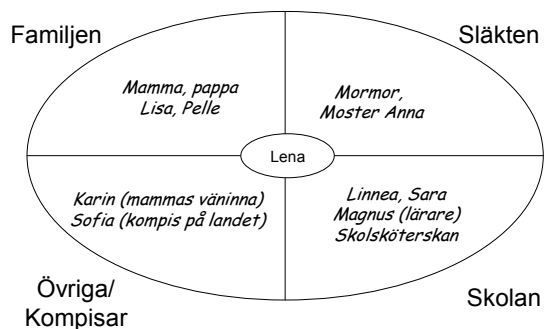 Familjen
Släkten
Mamma, pappa
Lisa, Pelle
Mormor,
Moster Anna
Lena
Karin (mammas väninna)
Sofia (kompis på landet)
Linnea, Sara
Magnus (lärare)
Skolsköterskan
Övriga/
Kompisar
Skolan